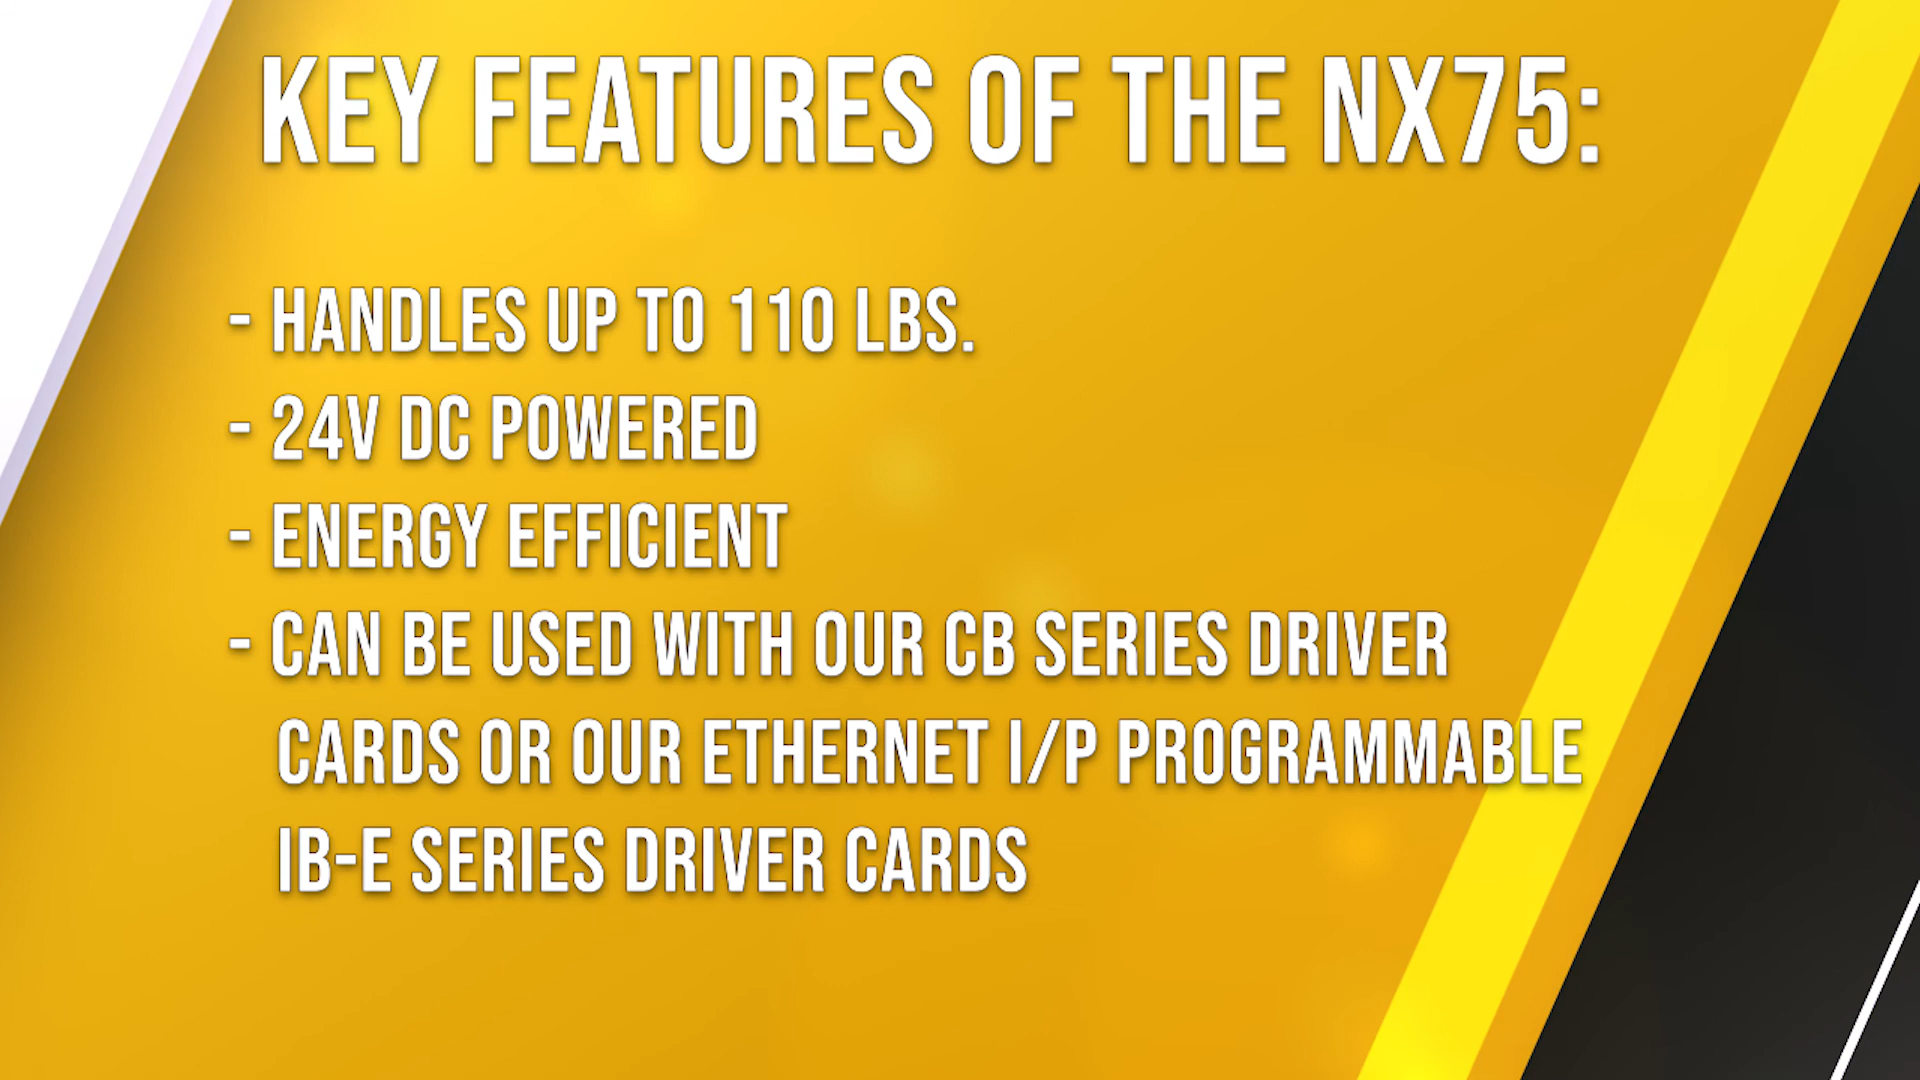 KEY FEATURES OF THE NX75:
- HANDLES UP TO 110 LBS.
- 24V DC POWERED
- ENERGY EFFICIENT
- CAN BE USED WITH OUR CB SERIES DRIVER
CARDS OR OUR ETHERNET I/P PROGRAMMABLE
IB-E SERIES DRIVER CARDS